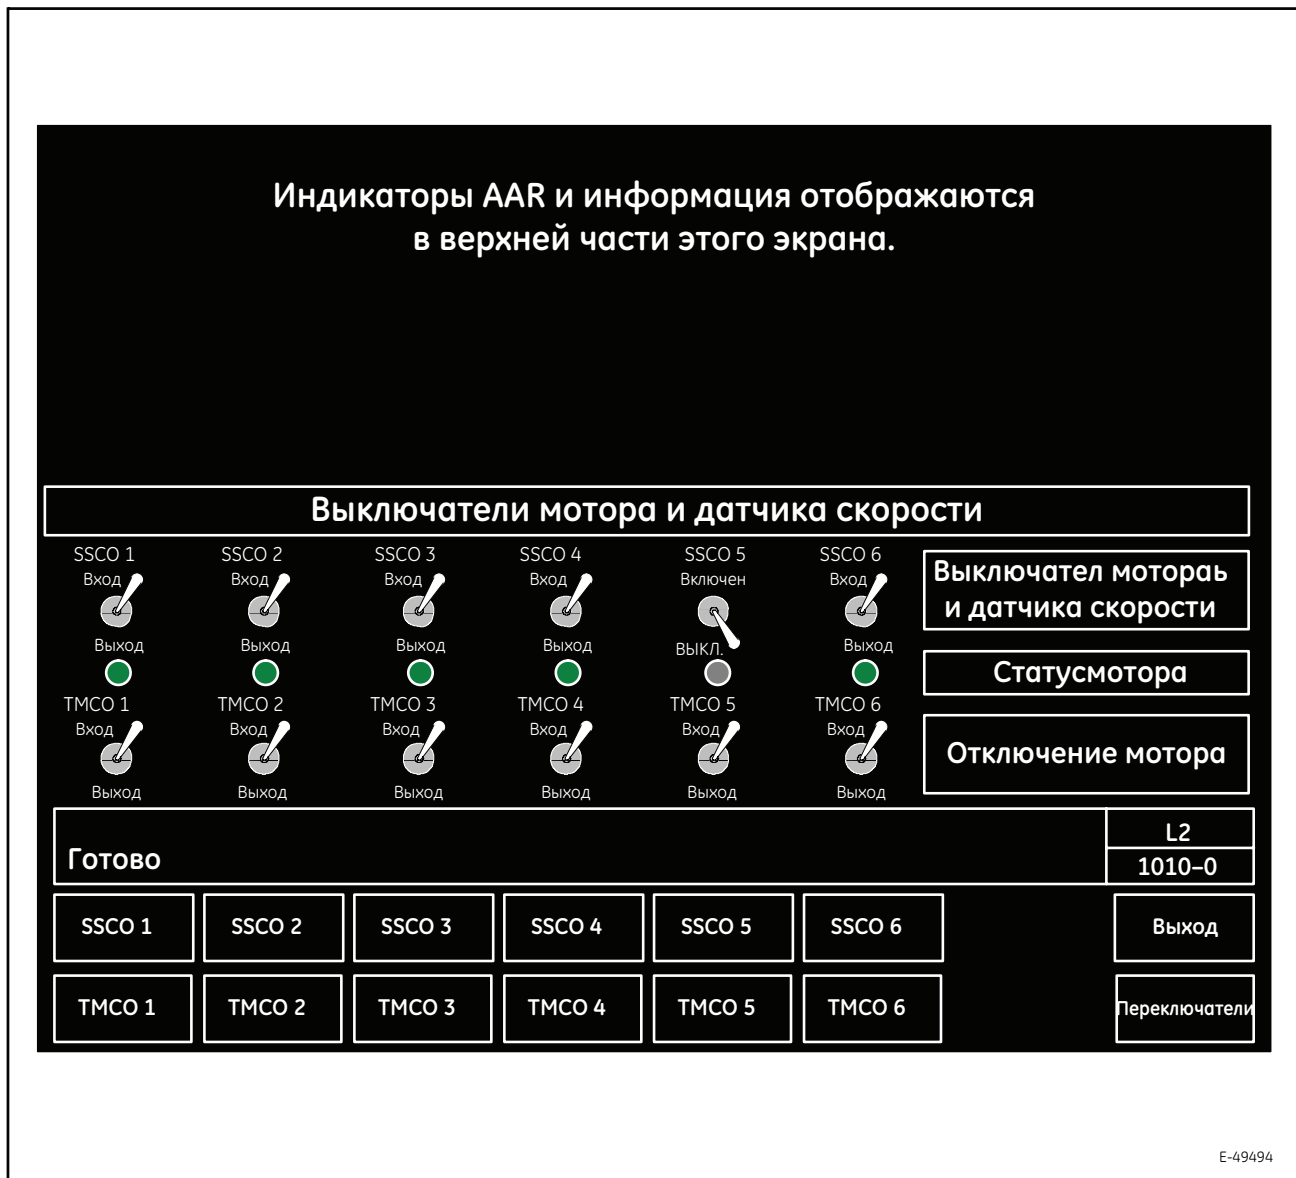 Индикаторы AAR и информация отображаются
в верхней части этого экрана.
Выключатели мотора и датчика скорости
SSCO 1 SSCO 2 SSCO 3 SSCO 4 SSCO 5 SSCO 6
Вход Вход Вход Вход Включен Вход
Выход Выход Выход Выход ВЫКЛ. Выход
Выключател мотораь
и датчика скорости
Статусмотора
TMCO 1 TMCO 2 TMCO 3 TMCO 4 TMCO 5 TMCO 6
Вход Вход Вход Вход Вход Вход
Выход Выход Выход Выход Выход Выход
Отключение мотора
Готово
L2
1010–0
SSCO 1 SSCO 2 SSCO 3 SSCO 4 SSCO 5 SSCO 6 Выход
TMCO 1 TMCO 2 TMCO 3 TMCO 4 TMCO 5 TMCO 6 Переключатели
E-49494